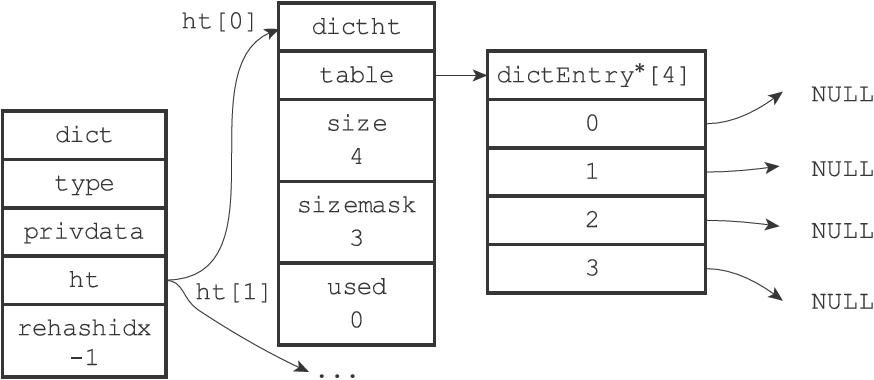 dict
type
privdata
ht
rehashidx
-1
ht[0]
ht[1]
dictht
table
size
4
sizemask
3
used
0
...
dictEntry*[4]
0
1
2
3
NULL
NULL
NULL
NULL